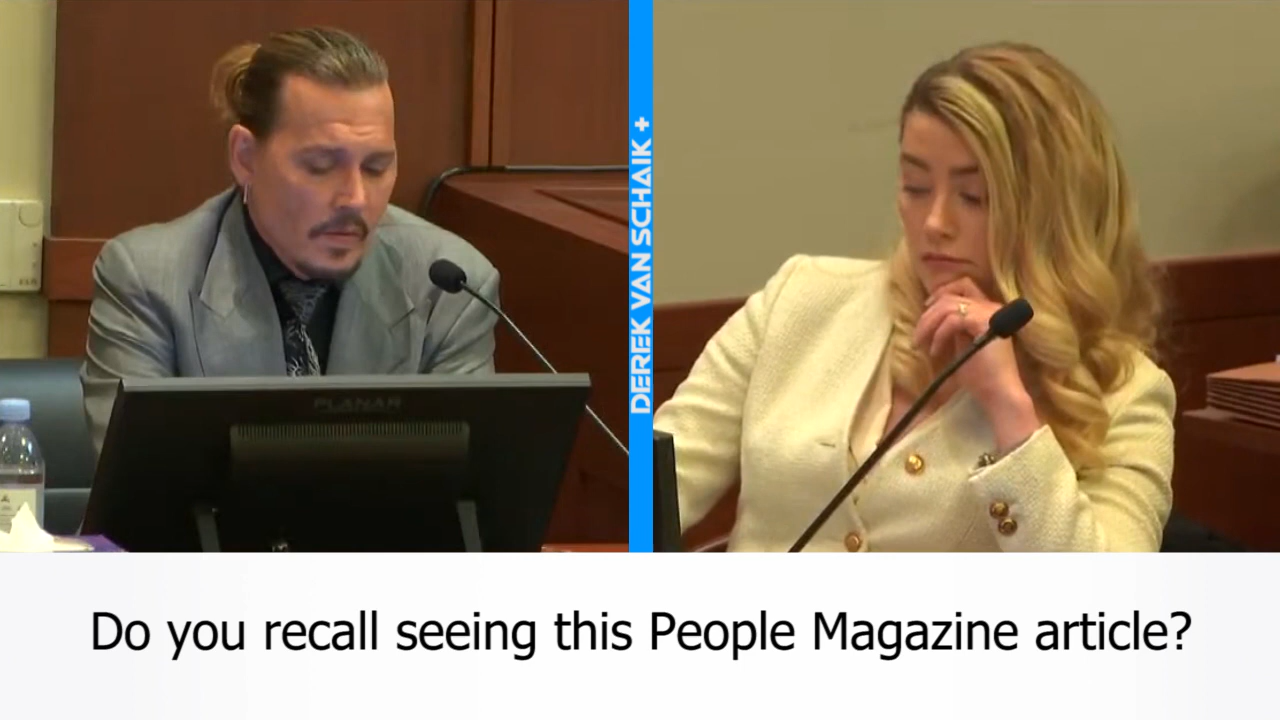 PLANAR
DEREK VAN SCHAIK +
Do you recall seeing this People Magazine article?